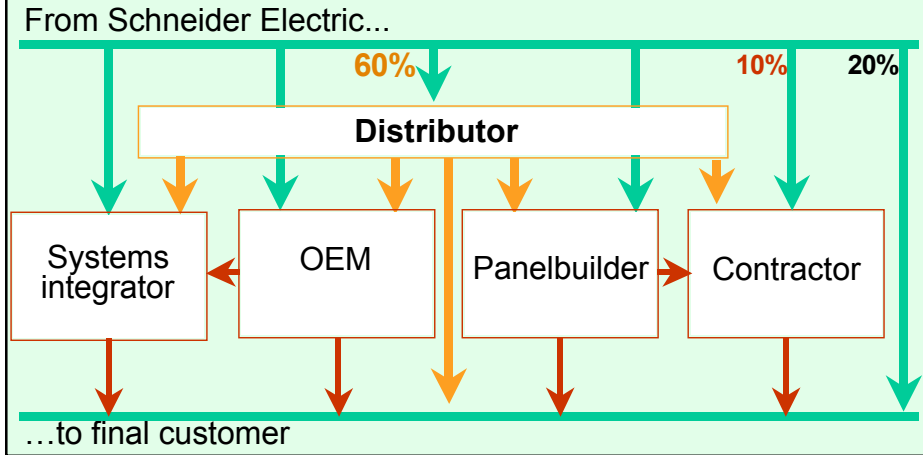 From Schneider Electric...
60%
10%
20%
Distributor
Systems
integrator
OEM
Panelbuilder
Contractor
…to final customer